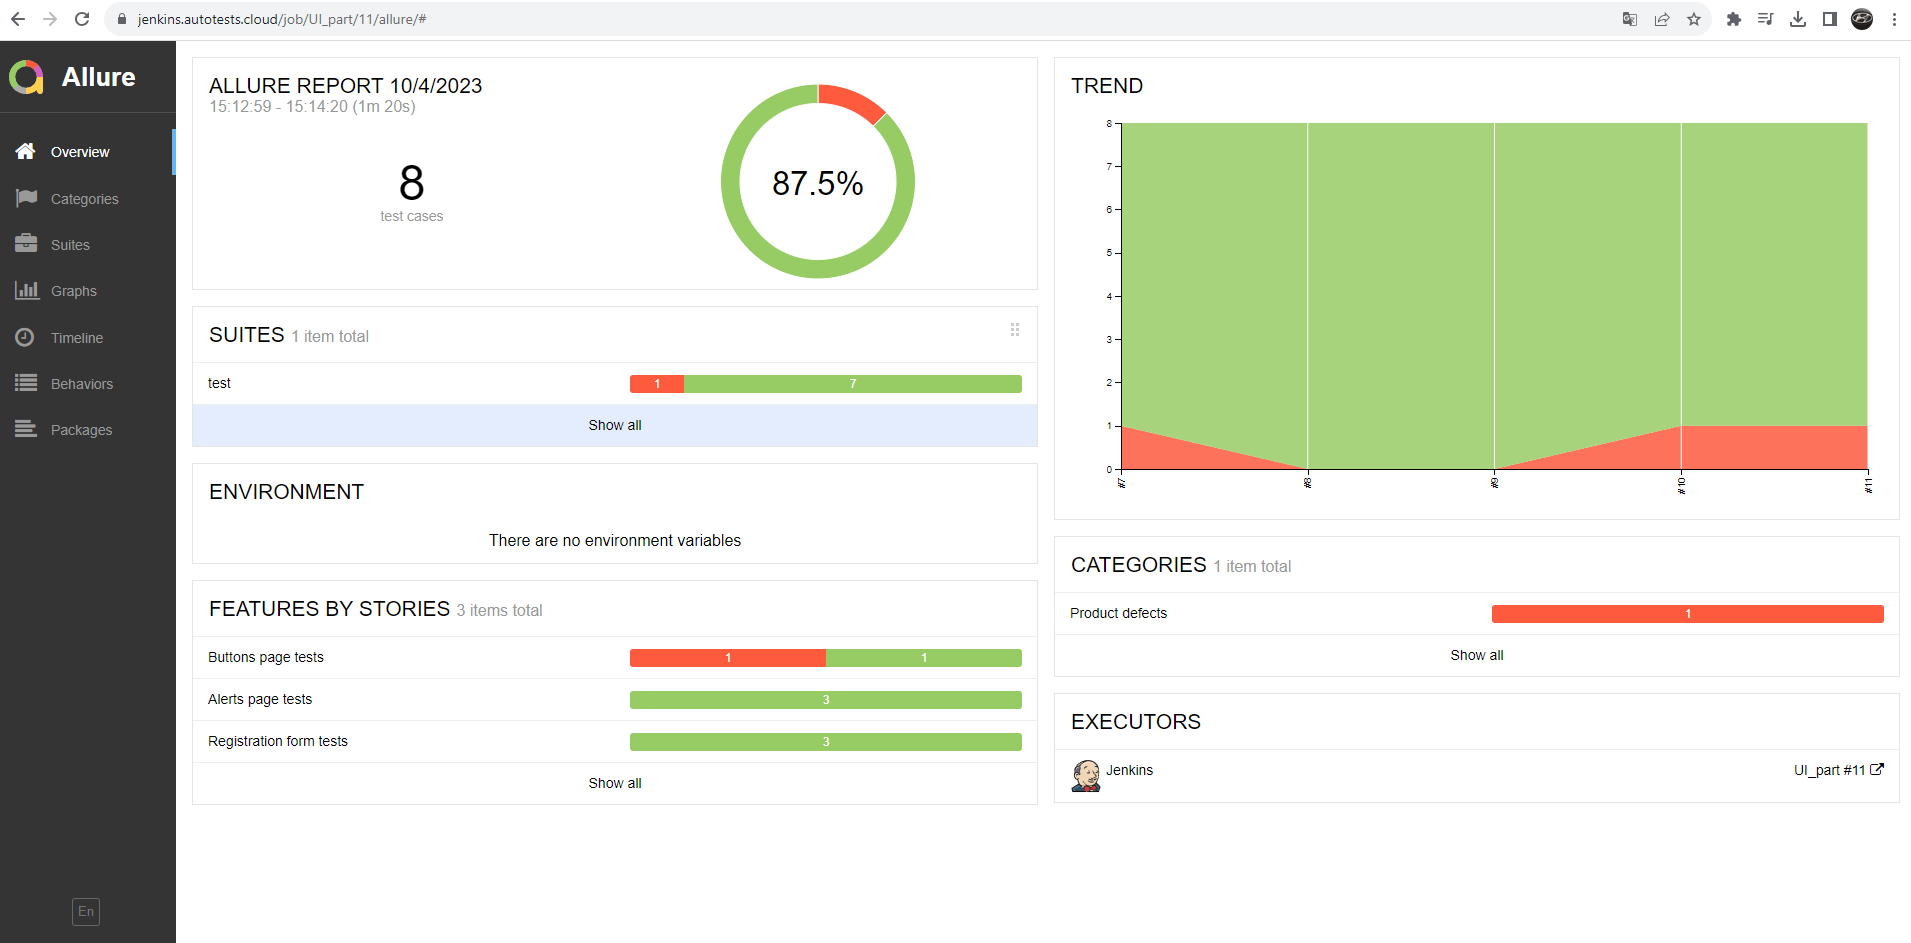 jenkins.autotests.cloud/job/UI_part/11/allure/#
Allure
Overview
Categories
Suites
Graphs
Timeline
Behaviors
Packages
En
ALLURE REPORT 10/4/2023
15:12:59 - 15:14:20 (1m 20s)
8
test cases
87.5%
SUITES 1 item total
test 1 7
Show all
ENVIRONMENT
There are no environment variables
FEATURES BY STORIES 3 items total
Buttons page tests 1 1
Alerts page tests 3
Registration form tests 3
Show all
TREND
8
7
6
5
4
3
2
1
0
#7 #8 #9 #10 #11
CATEGORIES 1 item total
Product defects 1
Show all
EXECUTORS
Jenkins UI_part #11